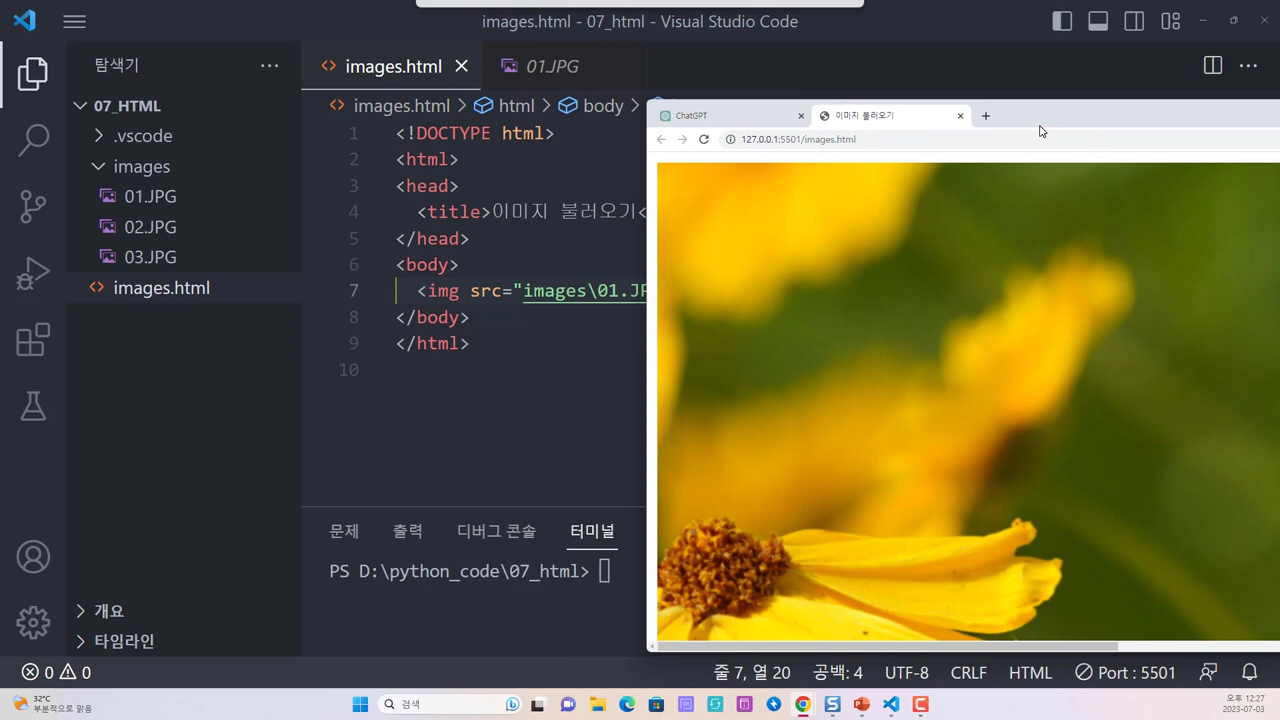 images.html - 07_html - Visual Studio Code
탐색기
images.html
01.JPG
07_HTML
.vscode
images
01.JPG
02.JPG
03.JPG
images.html
images.html > html > body >
1 <!DOCTYPE html>
2 <html>
3 <head>
4 <title>이미지 불러오기<
5 </head>
6 <body>
7 <img src="images\01.JP
8 </body>
9 </html>
10
ChatGPT
이미지 불러오기
127.0.0.1:5501/images.html
문제
출력
디버그 콘솔
터미널
PS D:\python_code\07_html>
개요
타임라인
0
0
줄 7, 열 20
공백: 4
UTF-8
CRLF
HTML
Port : 5501
32°C
부분적으로 맑음
검색
오후 12:27
2023-07-03